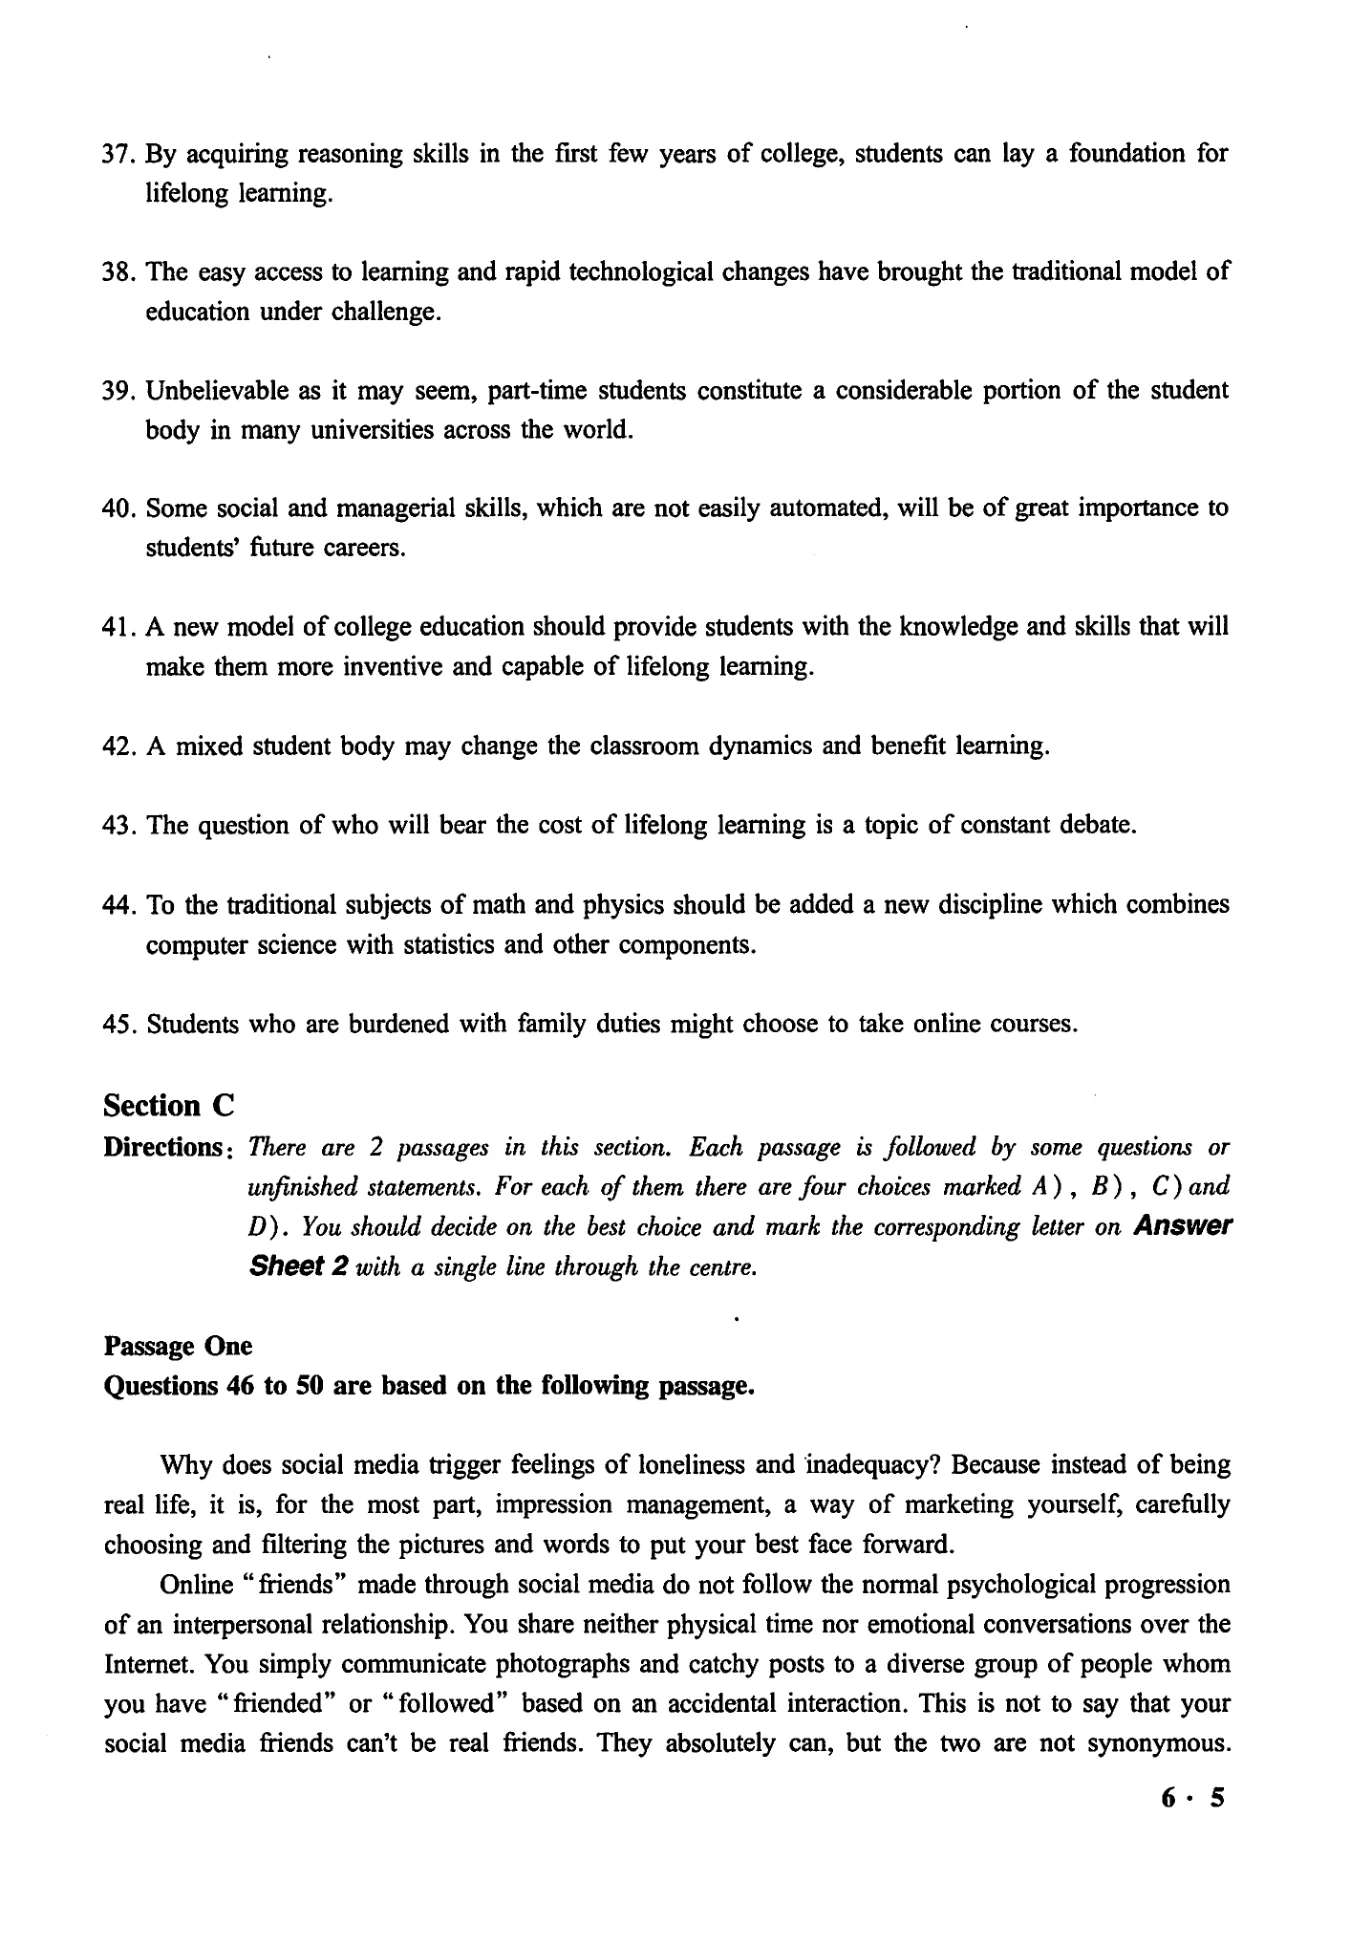 37. By acquiring reasoning skills in the first few years of college, students can lay a foundation for
lifelong learning.
38. The easy access to learning and rapid technological changes have brought the traditional model of
education under challenge.
39. Unbelievable as it may seem, part-time students constitute a considerable portion of the student
body in many universities across the world.
40. Some social and managerial skills, which are not easily automated, will be of great importance to
students' future careers.
41. A new model of college education should provide students with the knowledge and skills that will
make them more inventive and capable of lifelong learning.
42. A mixed student body may change the classroom dynamics and benefit learning.
43. The question of who will bear the cost of lifelong learning is a topic of constant debate.
44. To the traditional subjects of math and physics should be added a new discipline which combines
computer science with statistics and other components.
45. Students who are burdened with family duties might choose to take online courses.
Section C
Directions: There are 2 passages in this section. Each passage is followed by some questions or
unfinished statements. For each of them there are four choices marked A), B), C) and
D). You should decide on the best choice and mark the corresponding letter on Answer
Sheet 2 with a single line through the centre.
Passage One
Questions 46 to 50 are based on the following passage.
Why does social media trigger feelings of loneliness and inadequacy? Because instead of being
real life, it is, for the most part, impression management, a way of marketing yourself, carefully
choosing and filtering the pictures and words to put your best face forward.
Online "friends" made through social media do not follow the normal psychological progression
of an interpersonal relationship. You share neither physical time nor emotional conversations over the
Internet. You simply communicate photographs and catchy posts to a diverse group of people whom
you have "friended" or "followed" based on an accidental interaction. This is not to say that your
social media friends can't be real friends. They absolutely can, but the two are not synonymous.
6 · 5